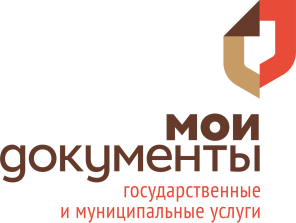 мои
документы
государственные
и муниципальные услуги